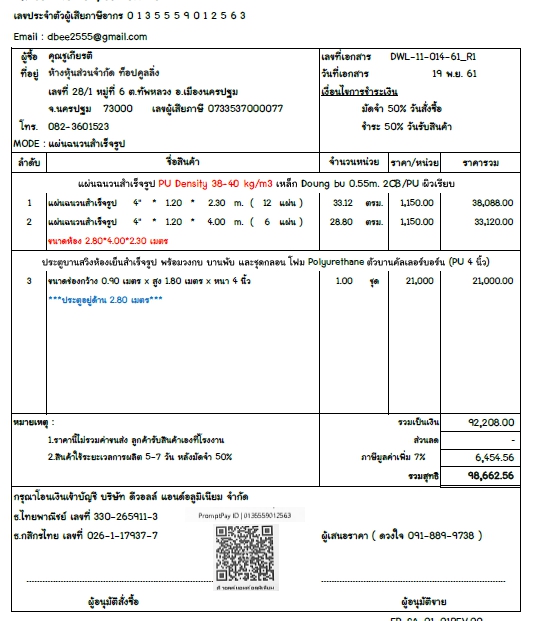 เลขประจำตัวผู้เสียภาษีอากร 0 1 3 5 5 5 9 0 1 2 5 6 3
Email : dbee2555@gmail.com
ผู้ซื้อ คุณชูเกียรติ เลขที่เอกสาร DWL-11-014-61_R1
ที่อยู่ ห้างหุ้นส่วนจำกัด ท็อปคูลลิ่ง วันที่เอกสาร 19 พ.ย. 61
เลขที่ 28/1 หมู่ที่ 6 ต.ทัพหลวง อ.เมืองนครปฐม เงื่อนไขการชำระเงิน
จ.นครปฐม 73000 เลขผู้เสียภาษี 0733537000077 มัดจำ 50% วันสั่งซื้อ
โทร. 082-3601523 ชำระ 50% วันรับสินค้า
MODE : แผ่นฉนวนสำเร็จรูป
ลำดับ ชื่อสินค้า จำนวนหน่วย ราคา/หน่วย ราคารวม
แผ่นฉนวนสำเร็จรูป PU Density 38-40 kg/m3 เหล็ก Doung bu 0.55m. 2CB/PU ผิวเรียบ
1 แผ่นฉนวนสำเร็จรูป 4" * 1.20 * 2.30 m. ( 12 แผ่น ) 33.12 ตรม. 1,150.00 38,088.00
2 แผ่นฉนวนสำเร็จรูป 4" * 1.20 * 4.00 m. ( 6 แผ่น ) 28.80 ตรม. 1,150.00 33,120.00
ขนาดห้อง 2.80*4.00*2.30 เมตร
ประตูบานสวิงห้องเย็นสำเร็จรูป พร้อมวงกบ บานพับ และชุดกลอน โฟม Polyurethane ตัวบานคัลเลอร์บอร์น (PU 4 นิ้ว)
3 ขนาดช่องกว้าง 0.90 เมตร x สูง 1.80 เมตร x หนา 4 นิ้ว 1.00 ชุด 21,000 21,000.00
***ประตูอยู่ด้าน 2.80 เมตร***
หมายเหตุ : รวมเป็นเงิน 92,208.00
1.ราคานี้ไม่รวมค่าขนส่ง ลูกค้ารับสินค้าเองที่โรงงาน ส่วนลด -
2.สินค้าใช้ระยะเวลาการผลิต 5-7 วัน หลังมัดจำ 50% ภาษีมูลค่าเพิ่ม 7% 6,454.56
รวมสุทธิ 98,662.56
กรุณาโอนเงินเข้าบัญชี บริษัท ดีวอลล์ แอนด์อลูมิเนียม จำกัด
ธ.ไทยพาณิชย์ เลขที่ 330-265911-3 PromptPay ID | 0135559012563
ธ.กสิกรไทย เลขที่ 026-1-17937-7 ผู้เสนอราคา ( ดวงใจ 091-889-9738 )
ผู้อนุมัติสั่งซื้อ ผู้อนุมัติขาย